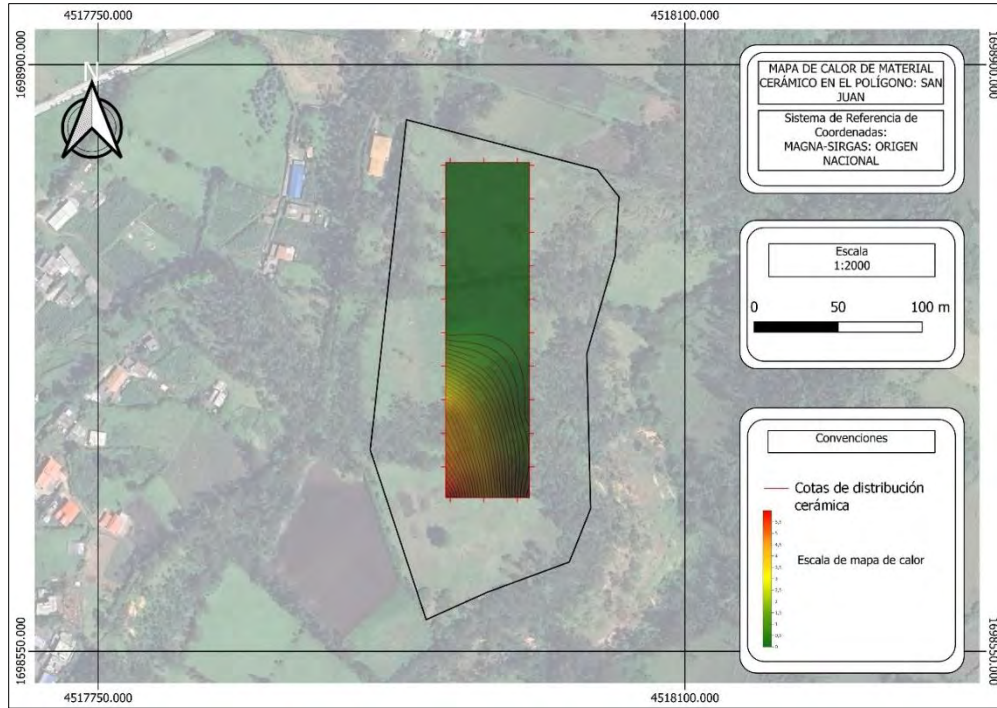 4517750.000
4518100.000
1698900.000
1698900.000
N
MAPA DE CALOR DE MATERIAL
CERÁMICO EN EL POLÍGONO: SAN
JUAN
Sistema de Referencia de
Coordenadas:
MAGNA-SIRGAS: ORIGEN
NACIONAL
Escala
1:2000
0 50 100 m
Convenciones
Cotas de distribución
cerámica
Escala de mapa de calor
1698550.000
1698550.000
4517750.000
4518100.000